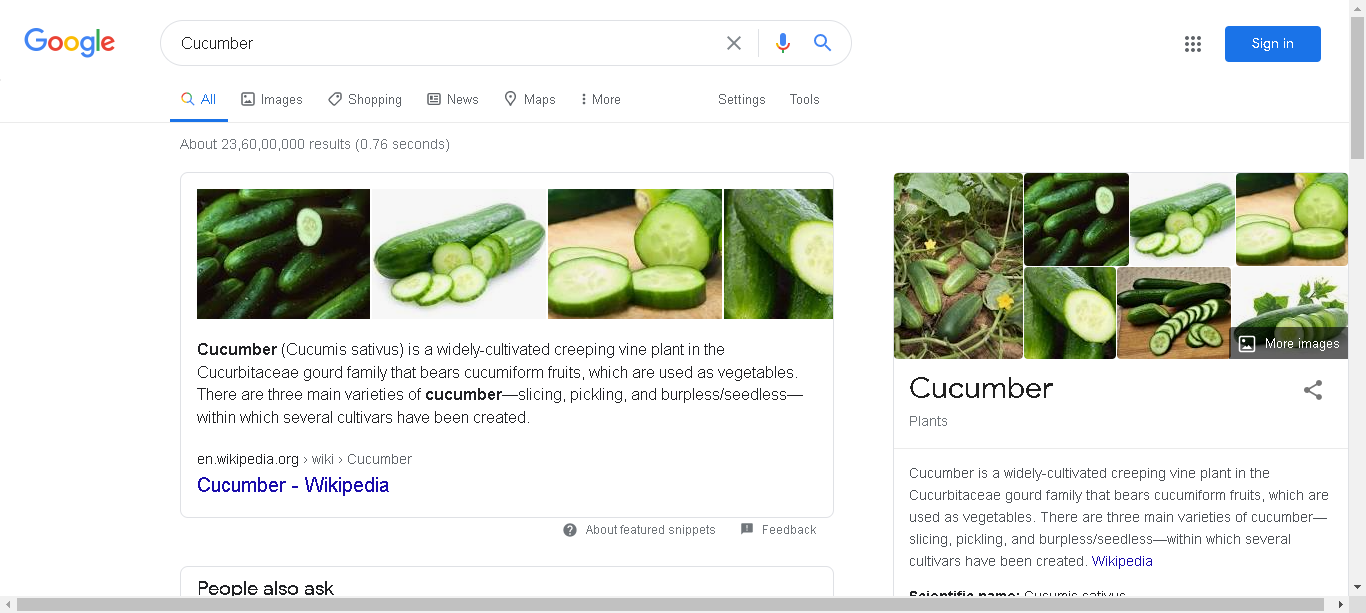 Google
Cucumber
Sign in
All Images Shopping News Maps More Settings Tools
About 23,60,00,000 results (0.76 seconds)
Cucumber (Cucumis sativus) is a widely-cultivated creeping vine plant in the
Cucurbitaceae gourd family that bears cucumiform fruits, which are used as vegetables.
There are three main varieties of cucumber—slicing, pickling, and burpless/seedless—
within which several cultivars have been created.
en.wikipedia.org › wiki › Cucumber
Cucumber - Wikipedia
About featured snippets Feedback
People also ask
More images
Cucumber
Plants
Cucumber is a widely-cultivated creeping vine plant in the
Cucurbitaceae gourd family that bears cucumiform fruits, which are
used as vegetables. There are three main varieties of cucumber—
slicing, pickling, and burpless/seedless—within which several
cultivars have been created. Wikipedia
Scientific name: Cucumis sativus